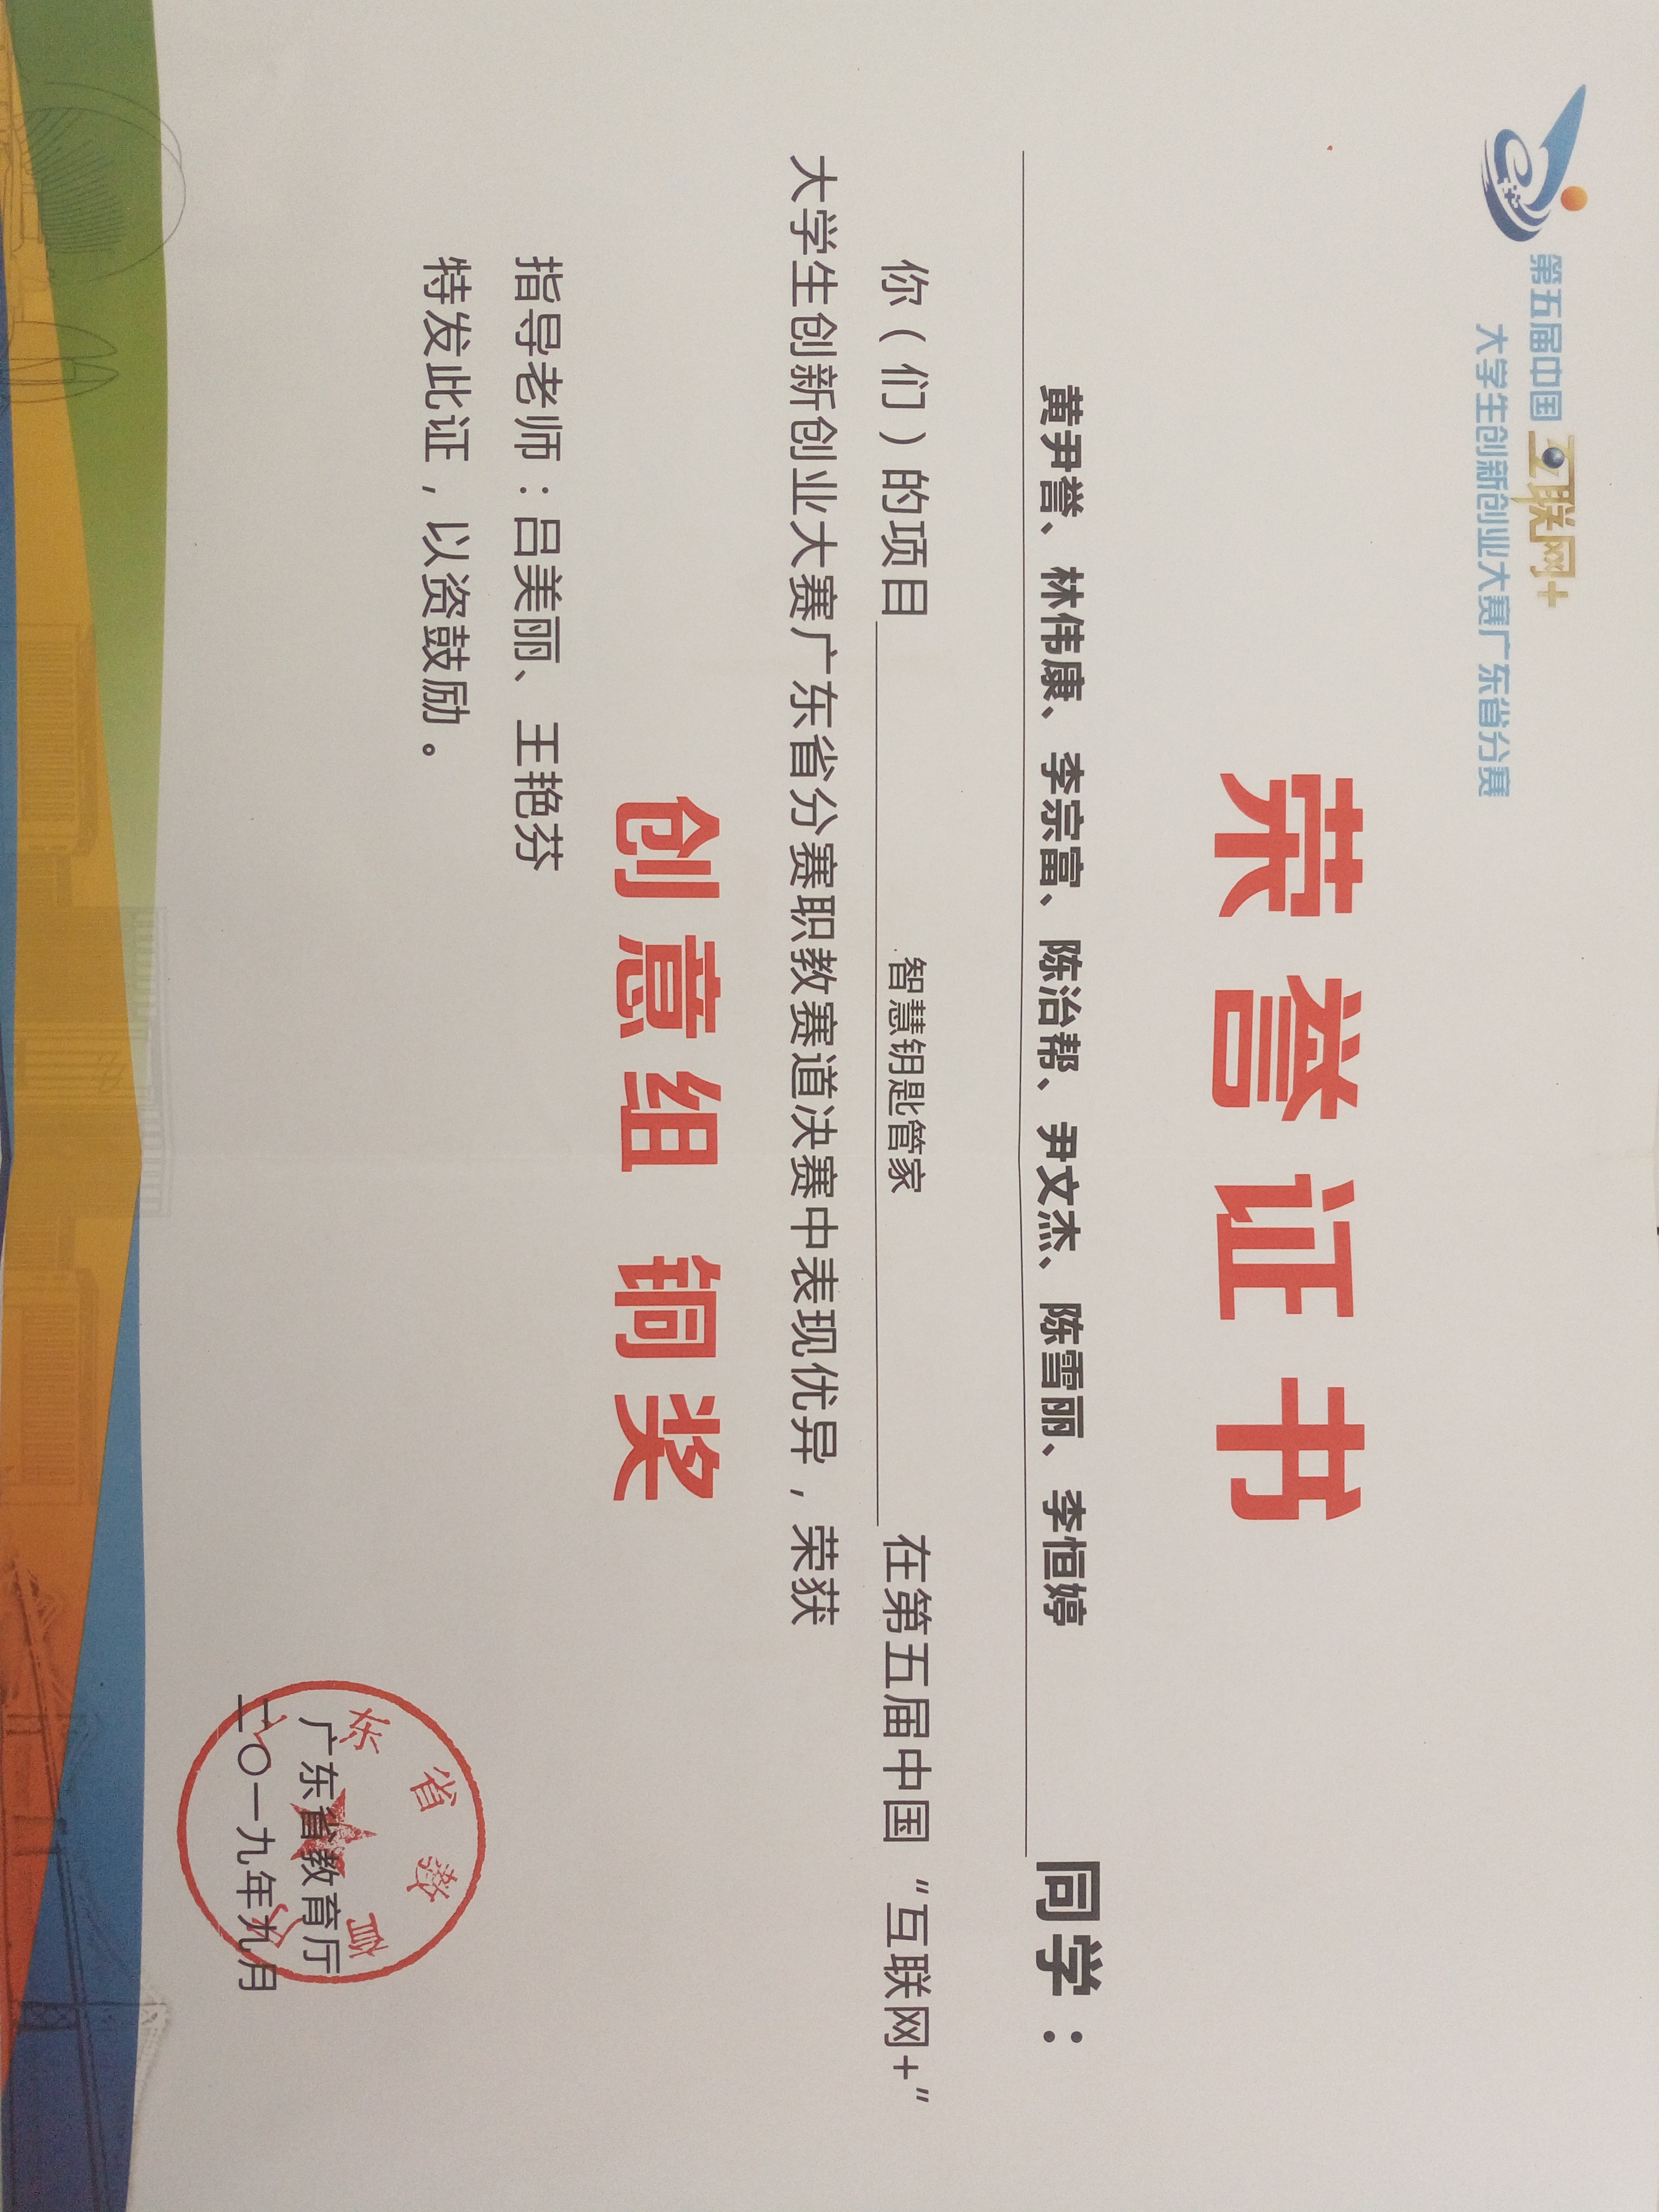 第五届中国互联网+
大学生创新创业大赛广东省分赛
荣誉证书
黄尹誉、林伟康、李宗富、陈治帮、尹文杰、陈雪丽、李恒婷 同学：
你（们）的项目 智慧钥匙管家 在第五届中国“互联网+”
大学生创新创业大赛广东省分赛职教赛道决赛中表现优异，荣获
创意组 铜奖
指导老师：吕美丽、王艳芬
特发此证，以资鼓励。
广东省教育厅
二〇一九年九月
广东省教育厅